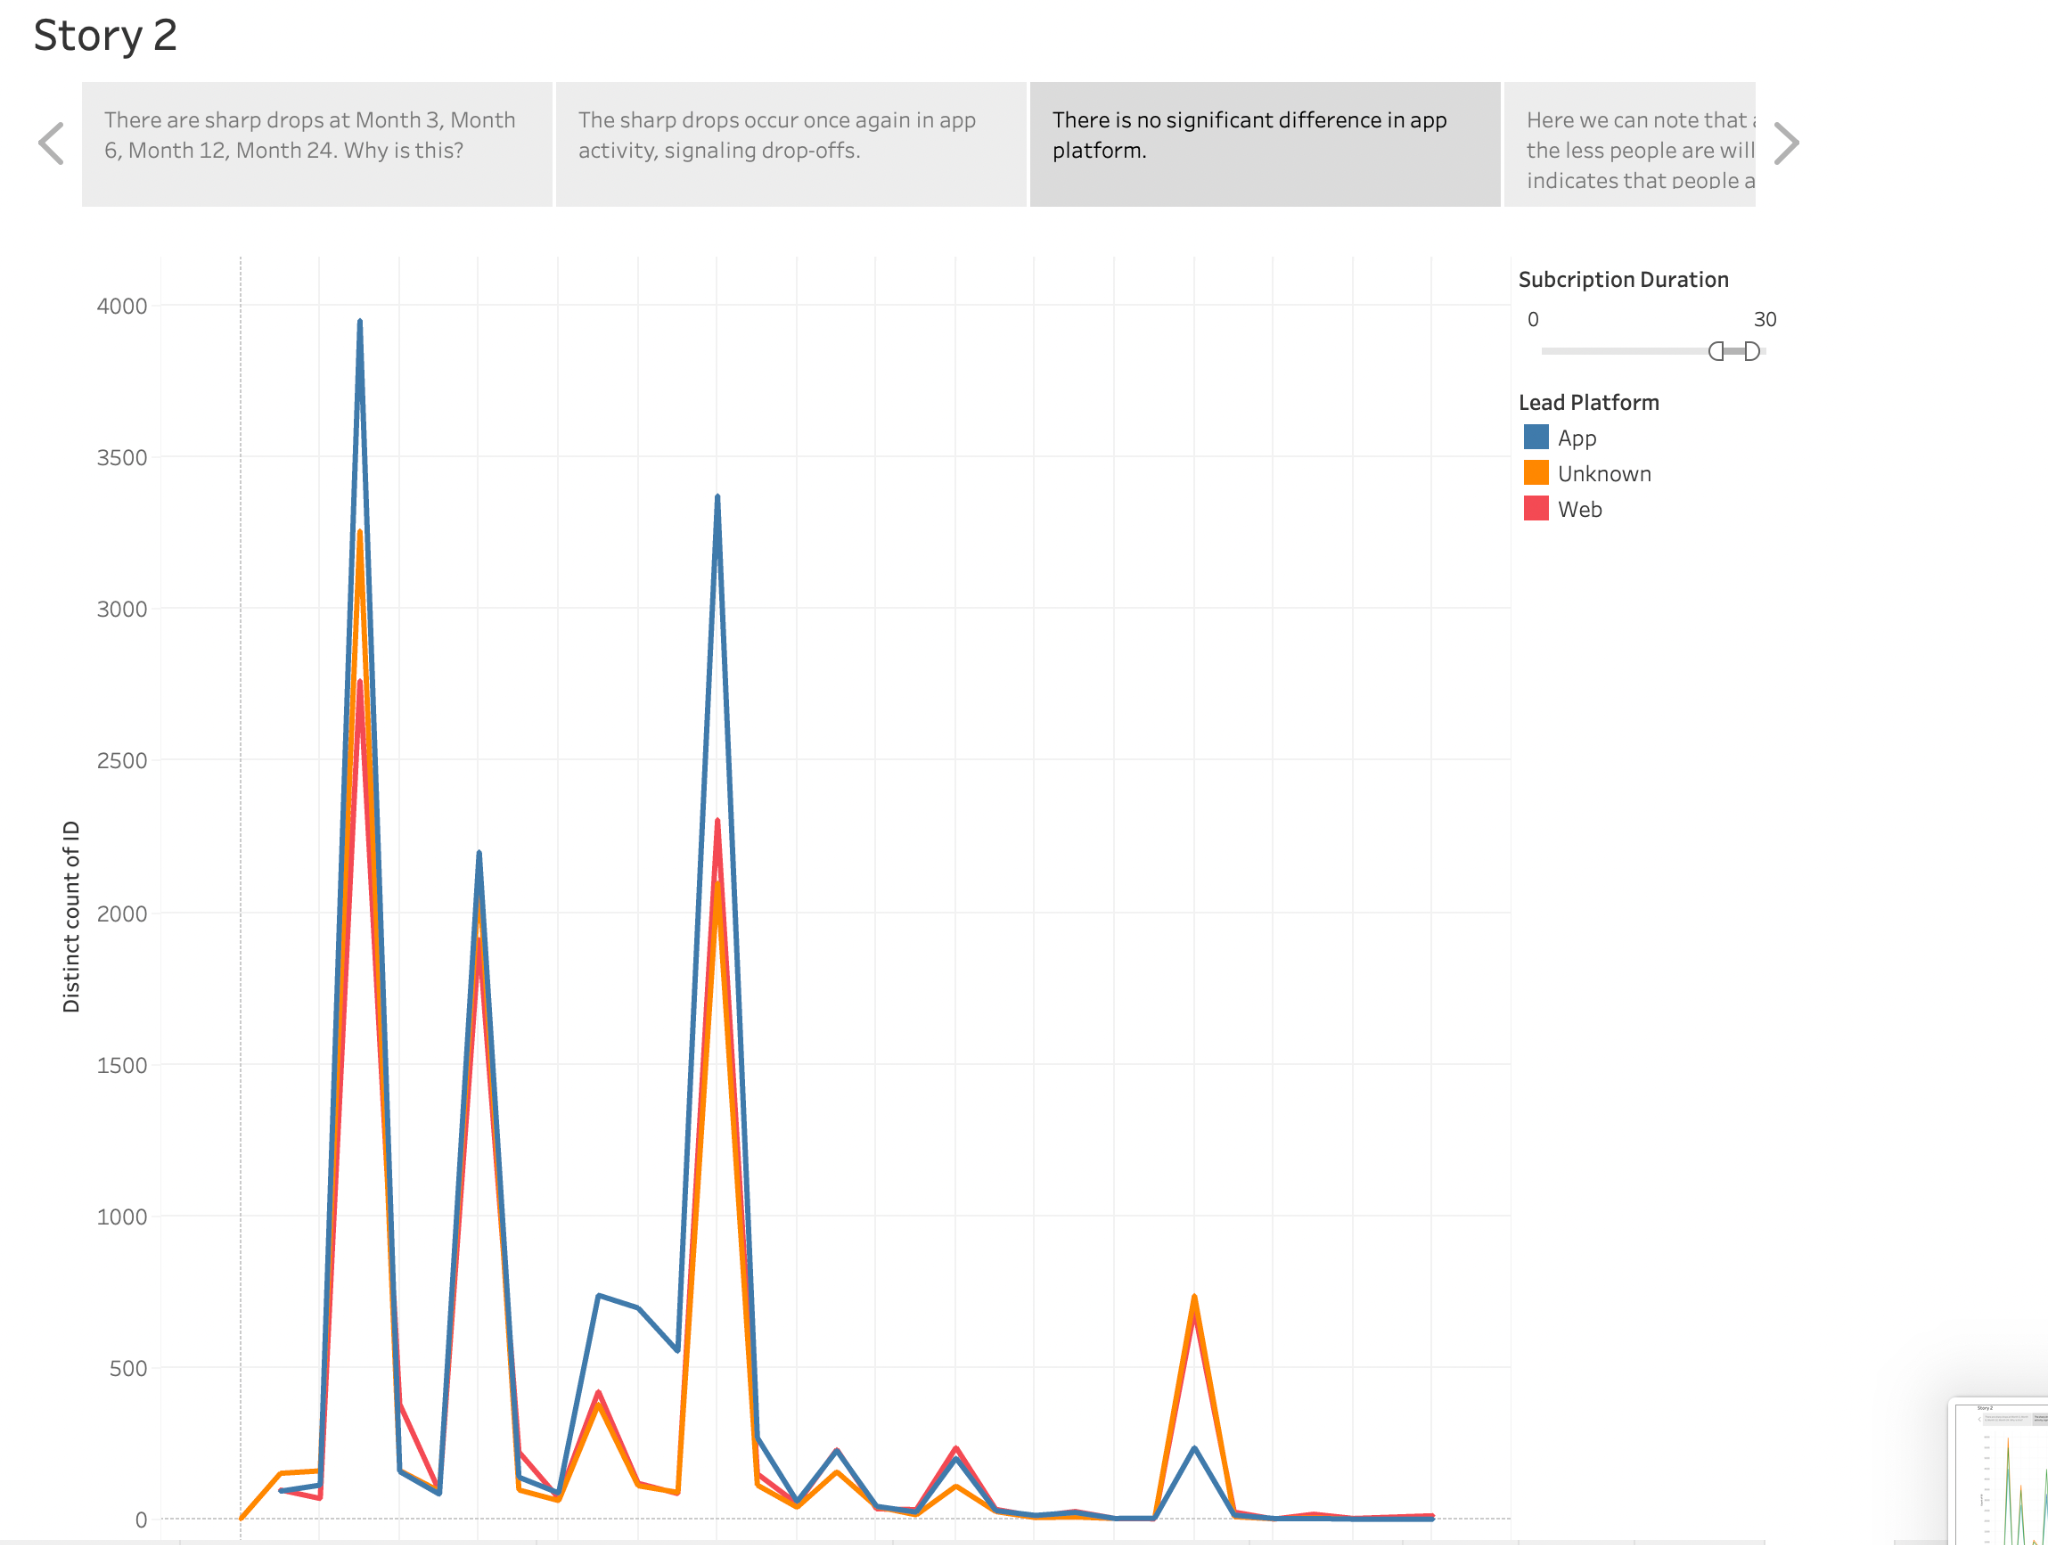 Story 2
There are sharp drops at Month 3, Month
6, Month 12, Month 24. Why is this?
The sharp drops occur once again in app
activity, signaling drop-offs.
There is no significant difference in app
platform.
Here we can note that
the less people are will
indicates that people a
Subcription Duration
0 30
Lead Platform
App
Unknown
Web
4000
3500
3000
2500
2000
1500
1000
500
0
Distinct count of ID
Story 2